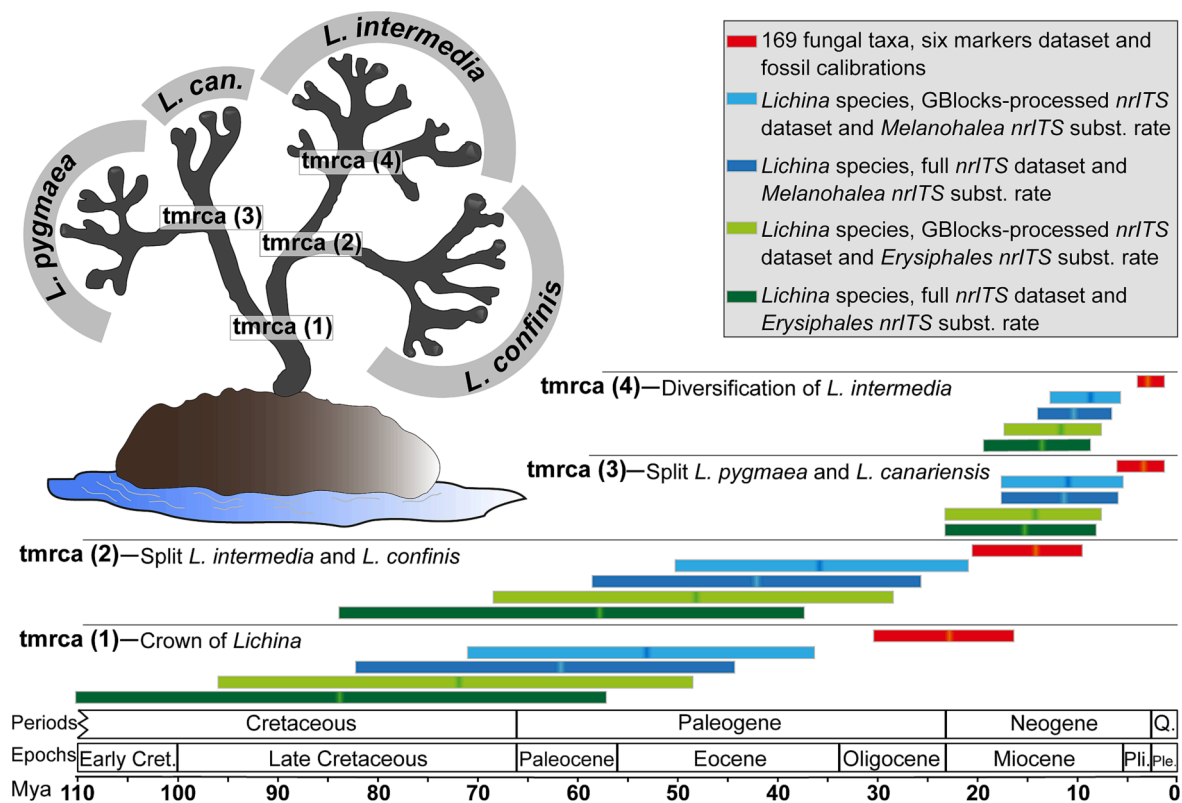 L. pygmaea
L. can.
L. intermedia
L. confinis
tmrca (4)
tmrca (3)
tmrca (2)
tmrca (1)
169 fungal taxa, six markers dataset and
fossil calibrations
Lichina species, GBlocks-processed nrITS
dataset and Melanohalea nrITS subst. rate
Lichina species, full nrITS dataset and
Melanohalea nrITS subst. rate
Lichina species, GBlocks-processed nrITS
dataset and Erysiphales nrITS subst. rate
Lichina species, full nrITS dataset and
Erysiphales nrITS subst. rate
tmrca (4)—Diversification of L. intermedia
tmrca (3)—Split L. pygmaea and L. canariensis
tmrca (2)—Split L. intermedia and L. confinis
tmrca (1)—Crown of Lichina
Periods Cretaceous Paleogene Neogene Q.
Epochs Early Cret. Late Cretaceous Paleocene Eocene Oligocene Miocene Pli. Ple.
Mya 110 100 90 80 70 60 50 40 30 20 10 0